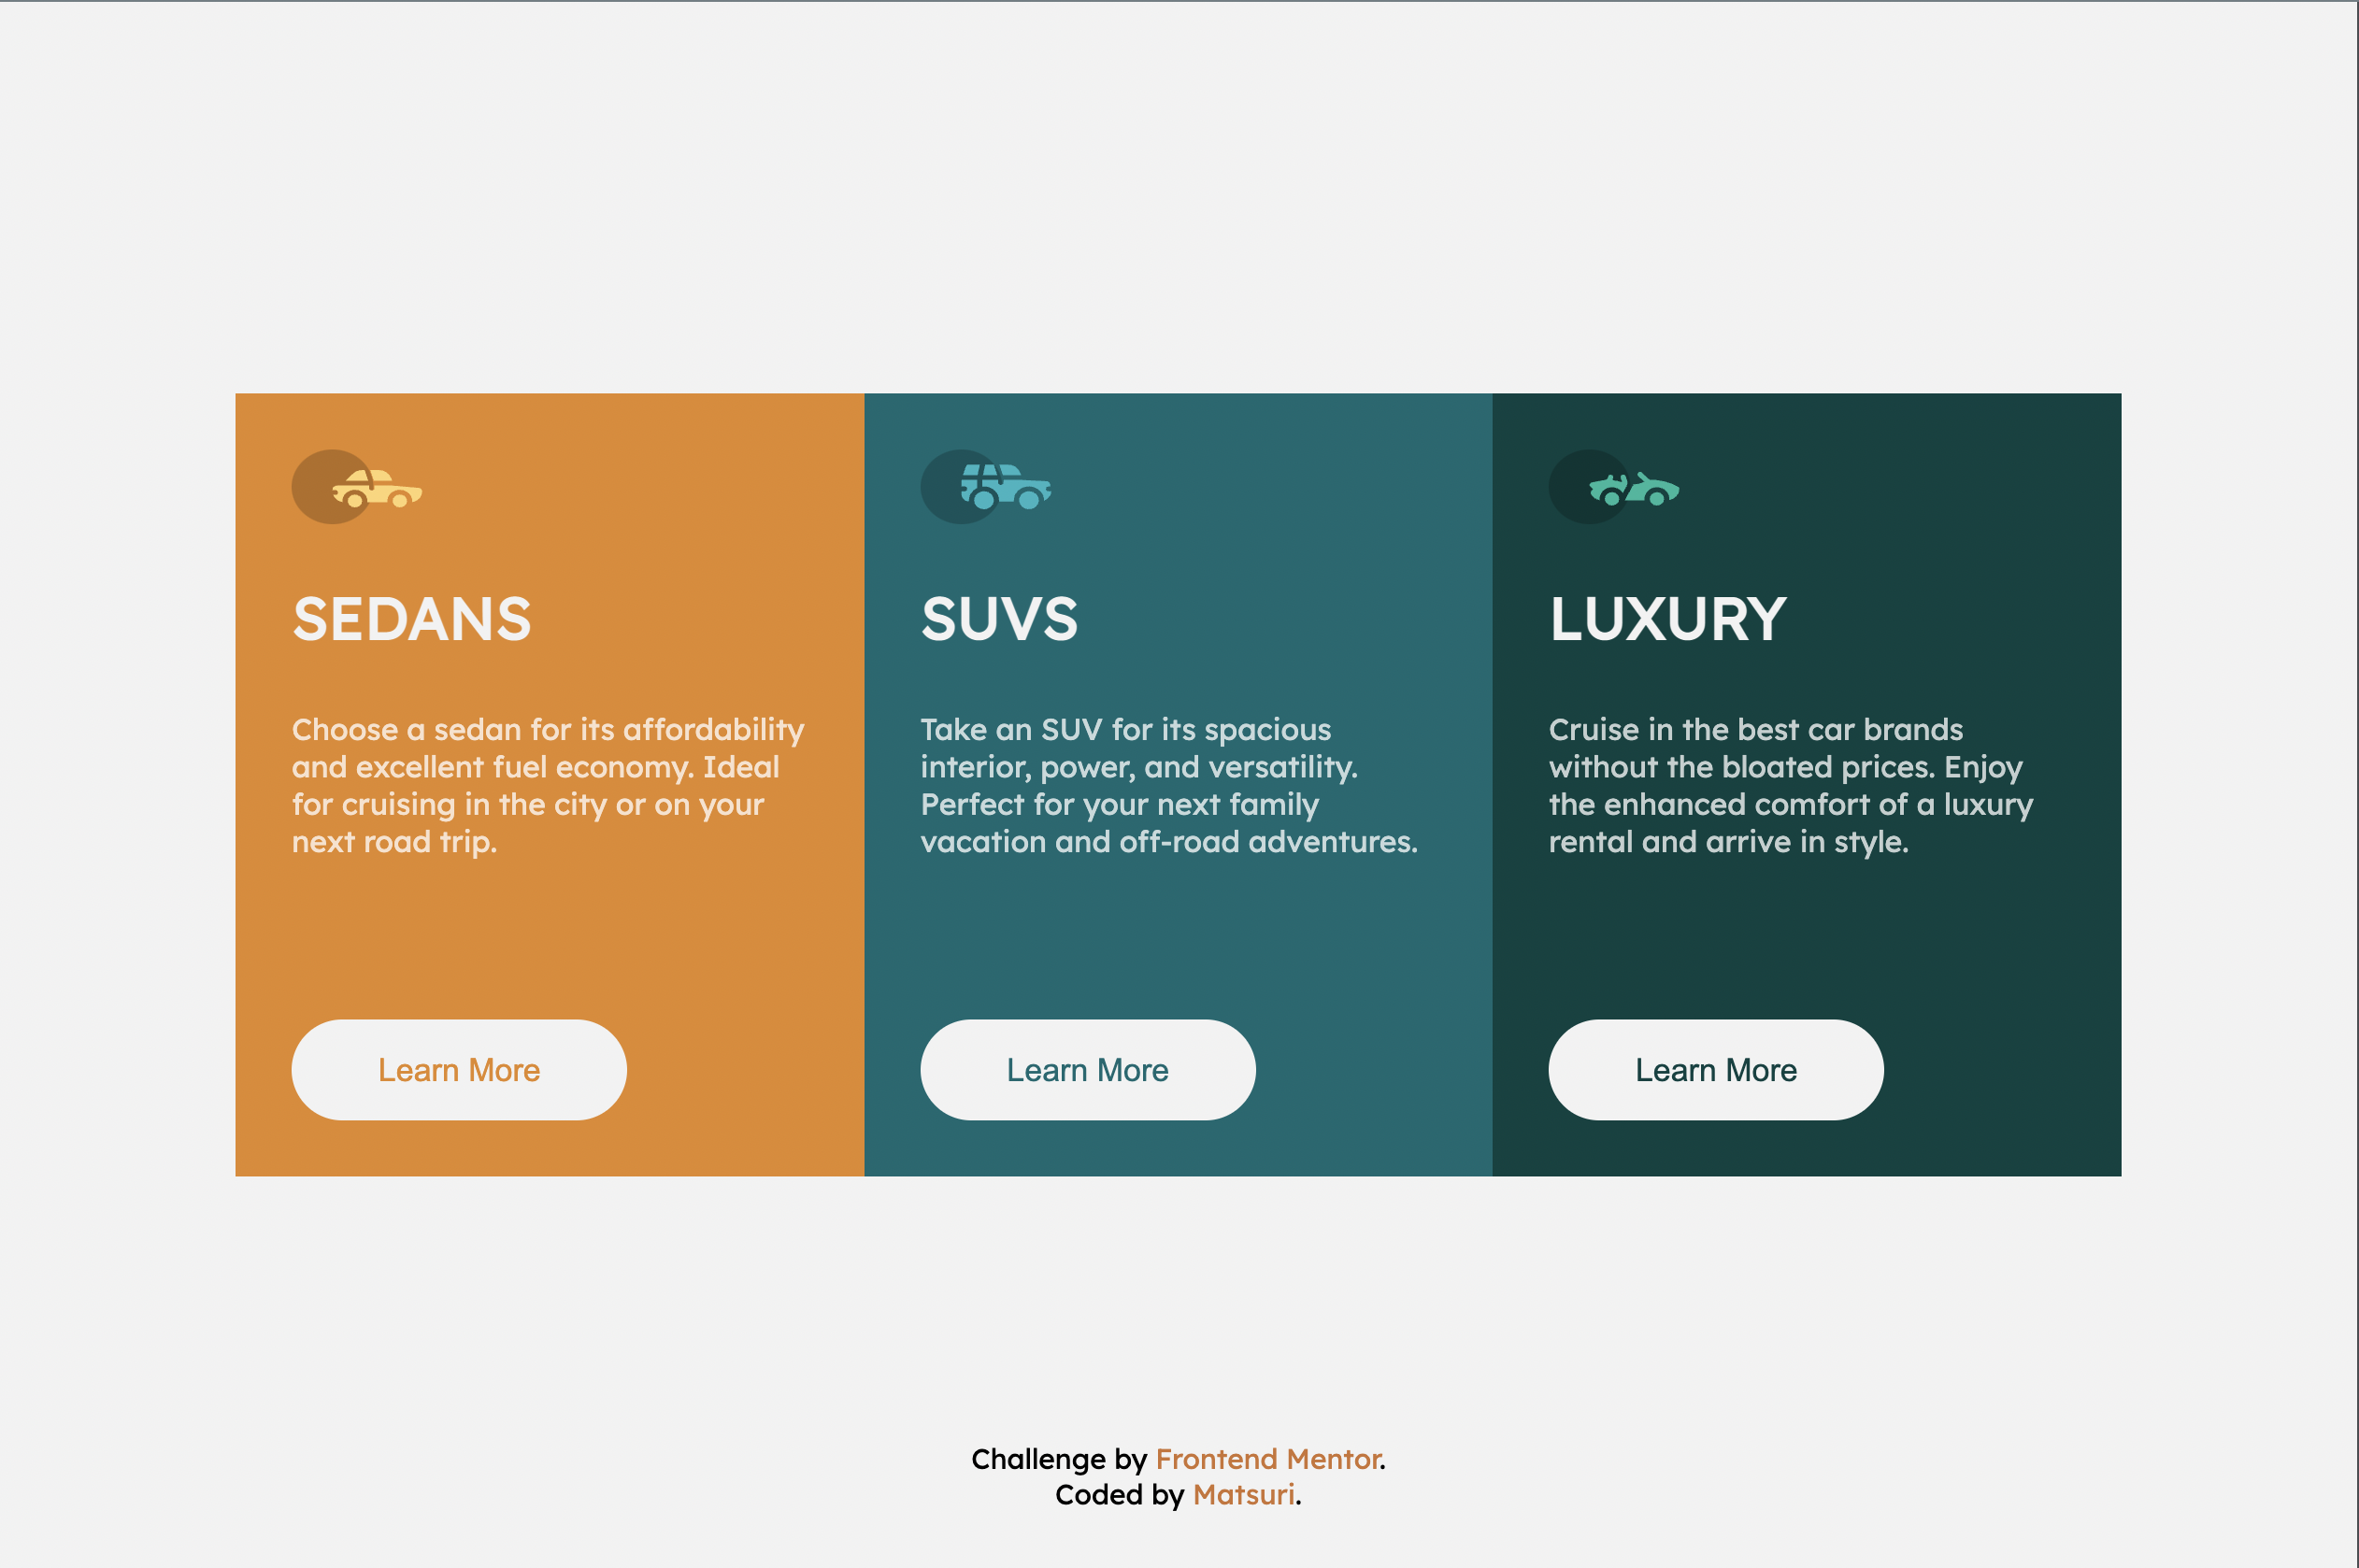 SEDANS
Choose a sedan for its affordability
and excellent fuel economy. Ideal
for cruising in the city or on your
next road trip.
Learn More
SUVS
Take an SUV for its spacious
interior, power, and versatility.
Perfect for your next family
vacation and off-road adventures.
Learn More
LUXURY
Cruise in the best car brands
without the bloated prices. Enjoy
the enhanced comfort of a luxury
rental and arrive in style.
Learn More
Challenge by Frontend Mentor.
Coded by Matsuri.